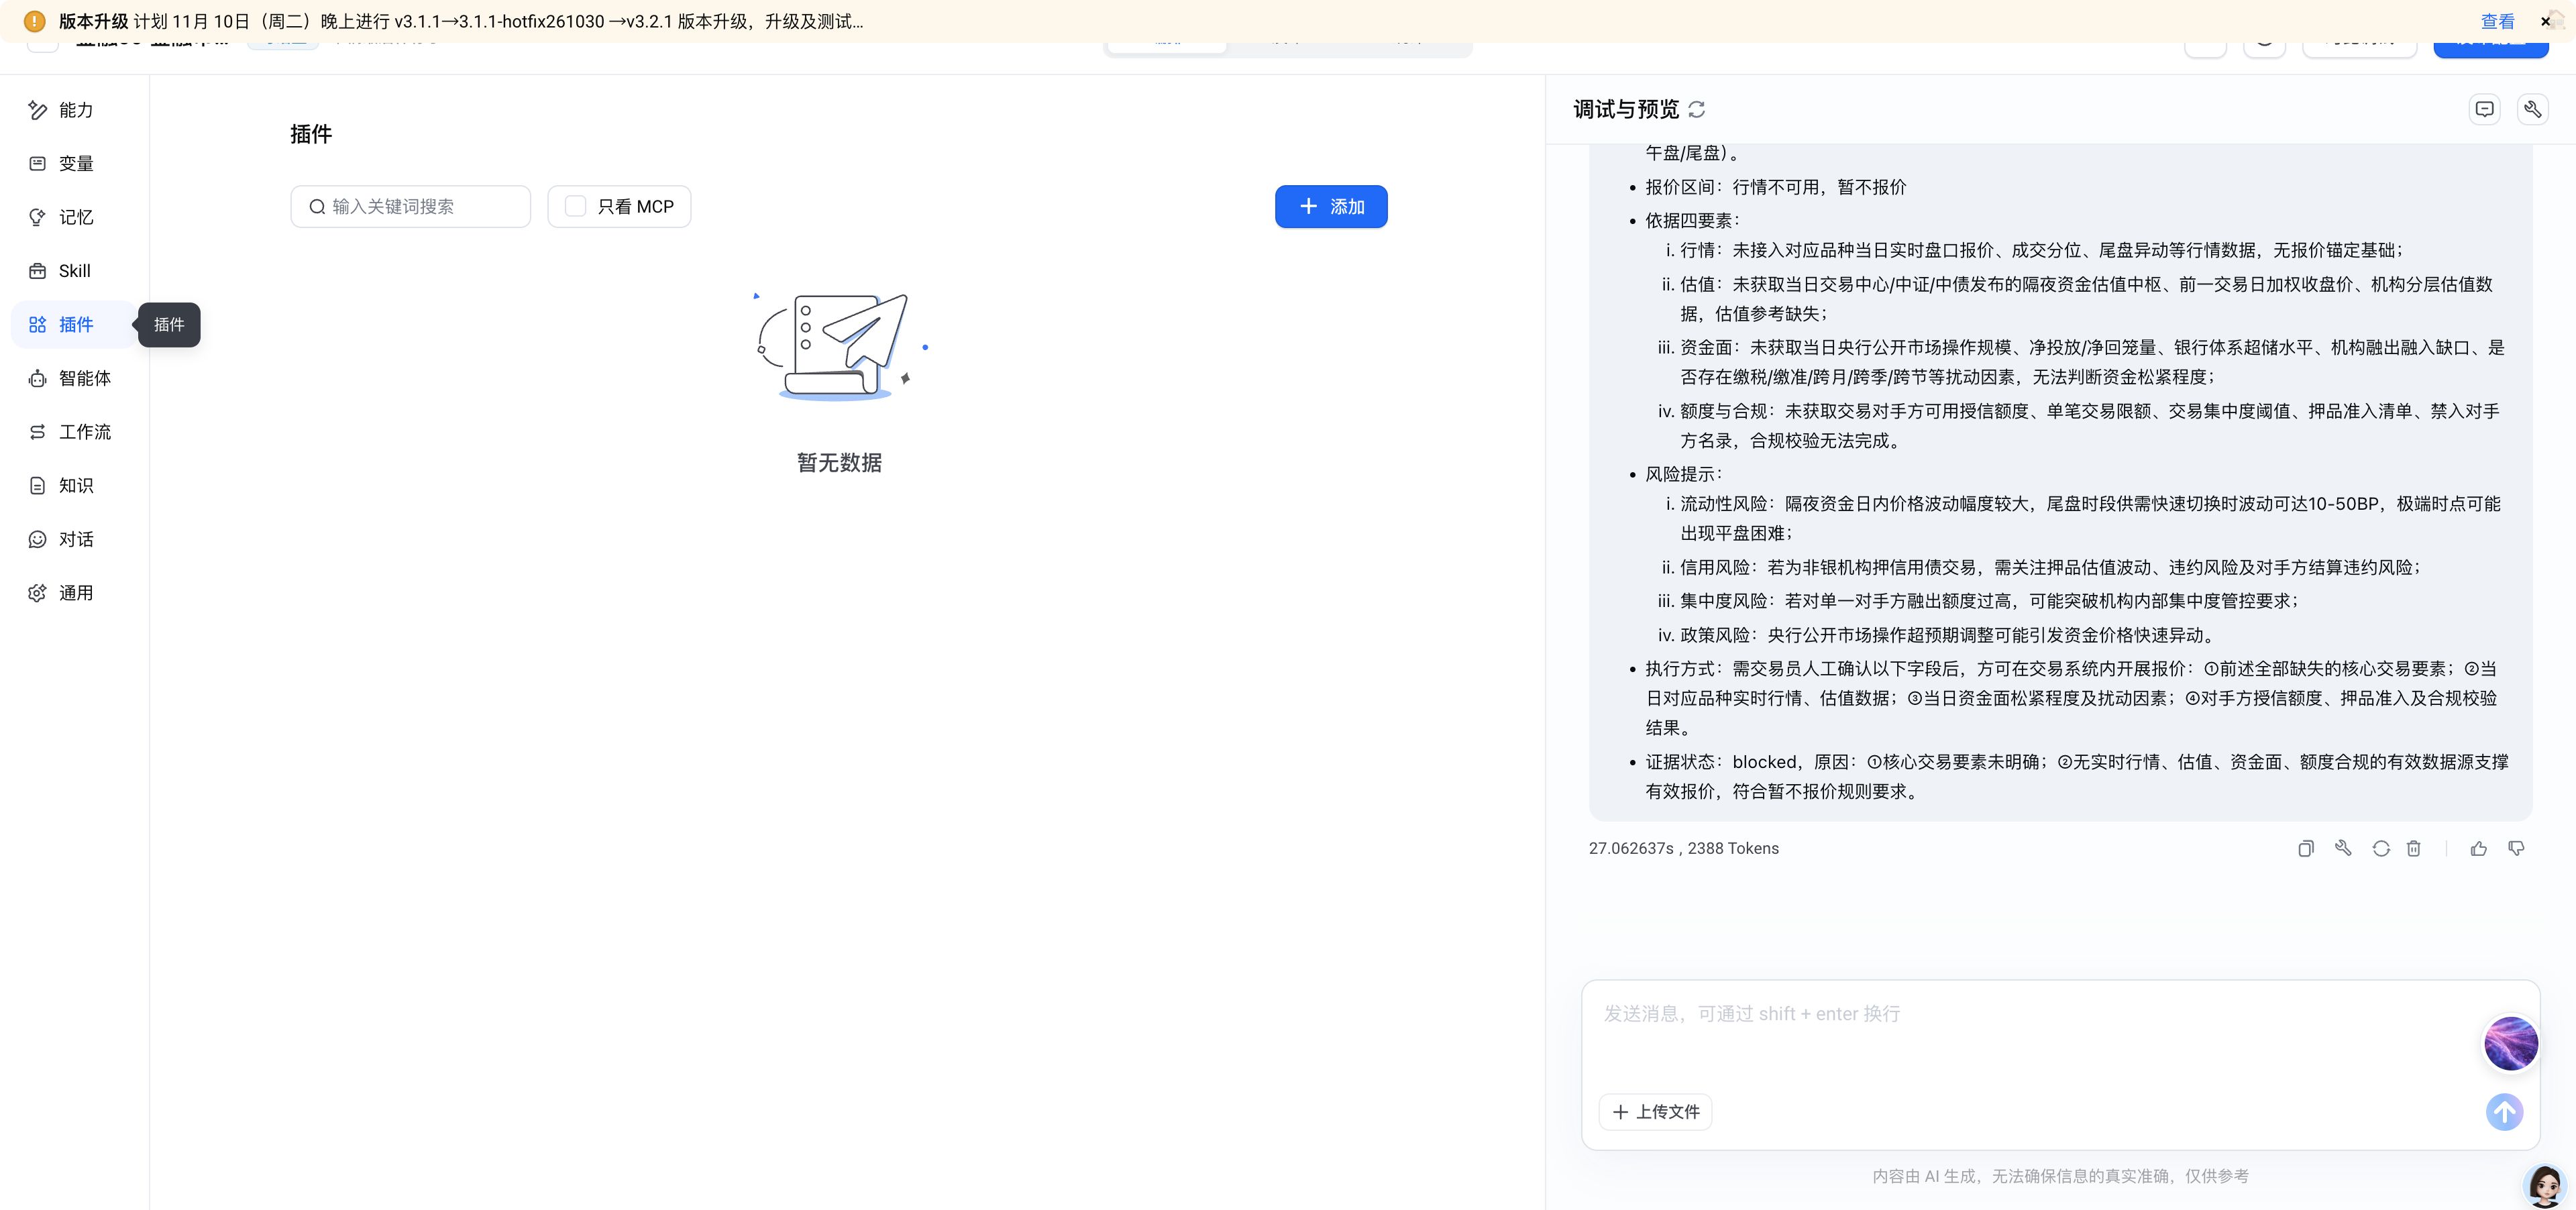 版本升级 计划 11月 10日（周二）晚上进行 v3.1.1→3.1.1-hotfix261030 →v3.2.1 版本升级，升级及测试...
查看
能力
变量
记忆
Skill
插件
插件
智能体
工作流
知识
对话
通用
插件
输入关键词搜索
只看 MCP
添加
暂无数据
调试与预览
午盘/尾盘）。
• 报价区间：行情不可用，暂不报价
• 依据四要素：
i. 行情：未接入对应品种当日实时盘口报价、成交分位、尾盘异动等行情数据，无报价锚定基础；
ii. 估值：未获取当日交易中心/中证/中债发布的隔夜资金估值中枢、前一交易日加权收盘价、机构分层估值数
据，估值参考缺失；
iii. 资金面：未获取当日央行公开市场操作规模、净投放/净回笼量、银行体系超储水平、机构融出融入缺口、是
否存在缴税/缴准/跨月/跨季/跨节等扰动因素，无法判断资金松紧程度；
iv. 额度与合规：未获取交易对手方可用授信额度、单笔交易限额、交易集中度阈值、押品准入清单、禁入对手
方名录，合规校验无法完成。
• 风险提示：
i. 流动性风险：隔夜资金日内价格波动幅度较大，尾盘时段供需快速切换时波动可达10-50BP，极端时点可能
出现平盘困难；
ii. 信用风险：若为非银机构押信用债交易，需关注押品估值波动、违约风险及对手方结算违约风险；
iii. 集中度风险：若对单一对手方融出额度过高，可能突破机构内部集中度管控要求；
iv. 政策风险：央行公开市场操作超预期调整可能引发资金价格快速异动。
• 执行方式：需交易员人工确认以下字段后，方可在交易系统内开展报价：①前述全部缺失的核心交易要素；②当
日对应品种实时行情、估值数据；③当日资金面松紧程度及扰动因素；④对手方授信额度、押品准入及合规校验
结果。
• 证据状态：blocked，原因：①核心交易要素未明确；②无实时行情、估值、资金面、额度合规的有效数据源支撑
有效报价，符合暂不报价规则要求。
27.062637s , 2388 Tokens
发送消息，可通过 shift + enter 换行
上传文件
内容由 AI 生成，无法确保信息的真实准确，仅供参考